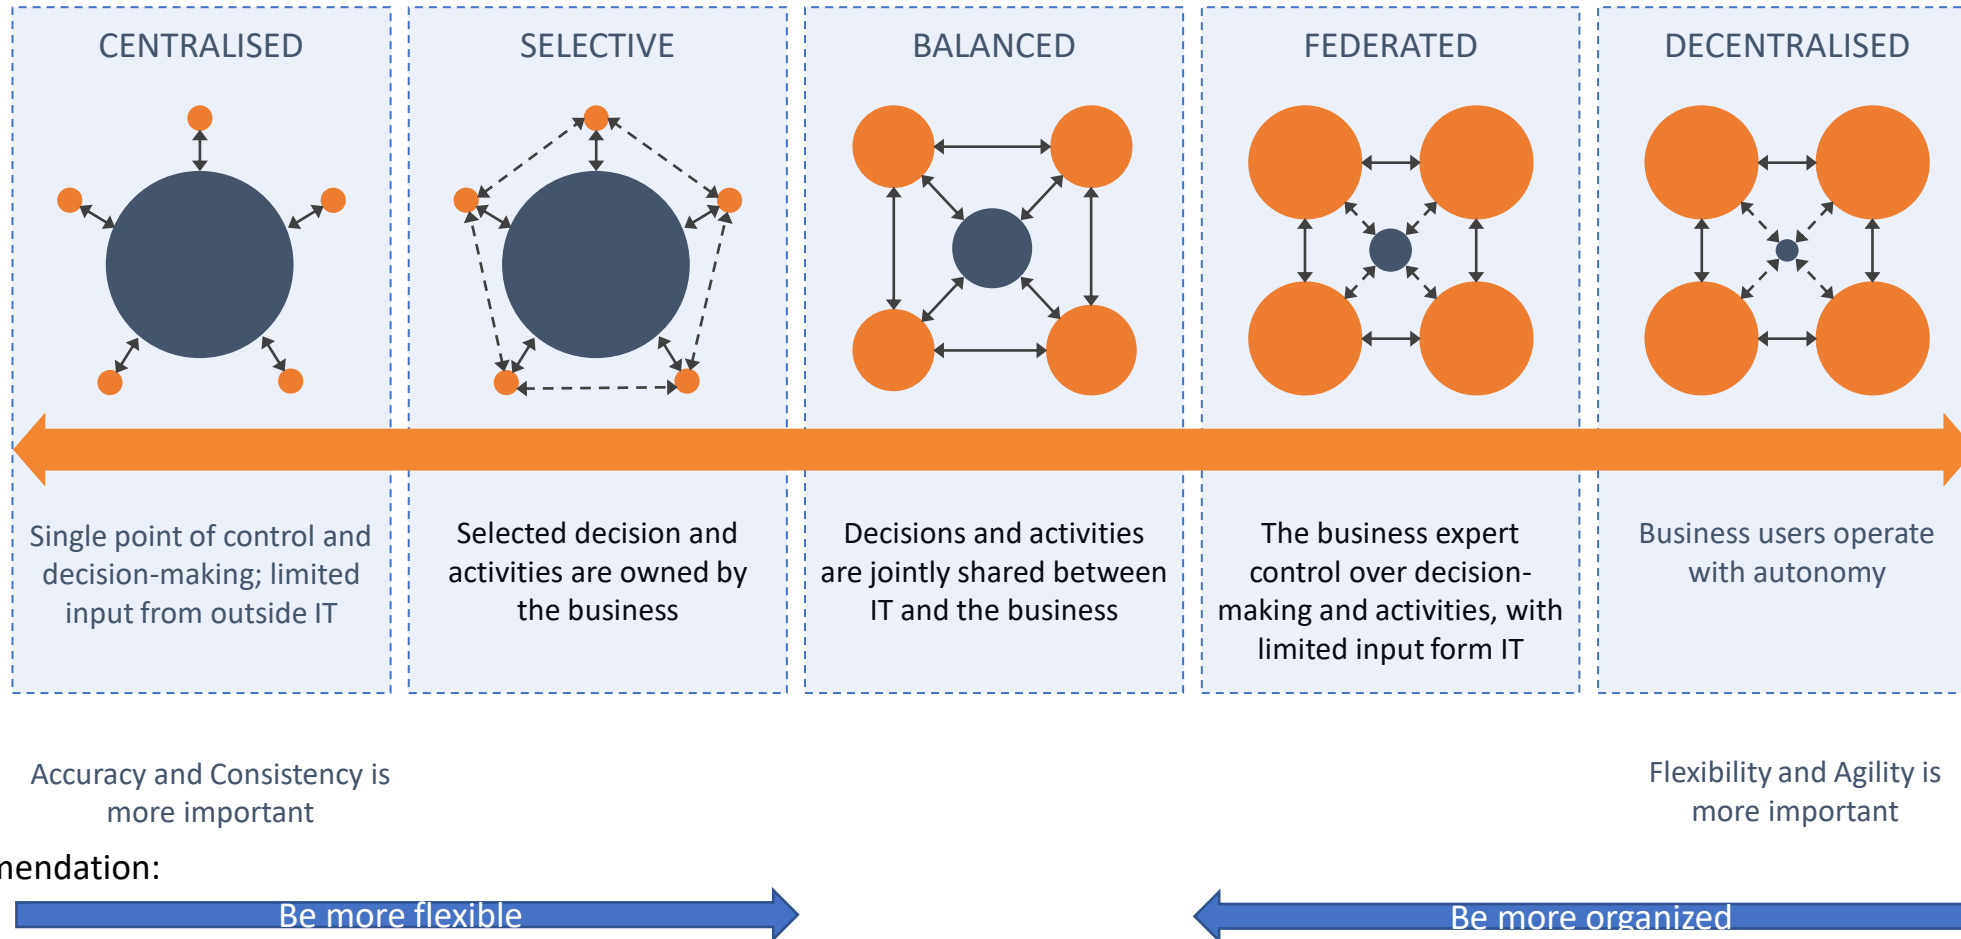 CENTRALISED
SELECTIVE
BALANCED
FEDERATED
DECENTRALISED
Single point of control and
decision-making; limited
input from outside IT
Selected decision and
activities are owned by
the business
Decisions and activities
are jointly shared between
IT and the business
The business expert
control over decision-
making and activities, with
limited input form IT
Business users operate
with autonomy
Accuracy and Consistency is
more important
Flexibility and Agility is
more important
mendation:
Be more flexible
Be more organized